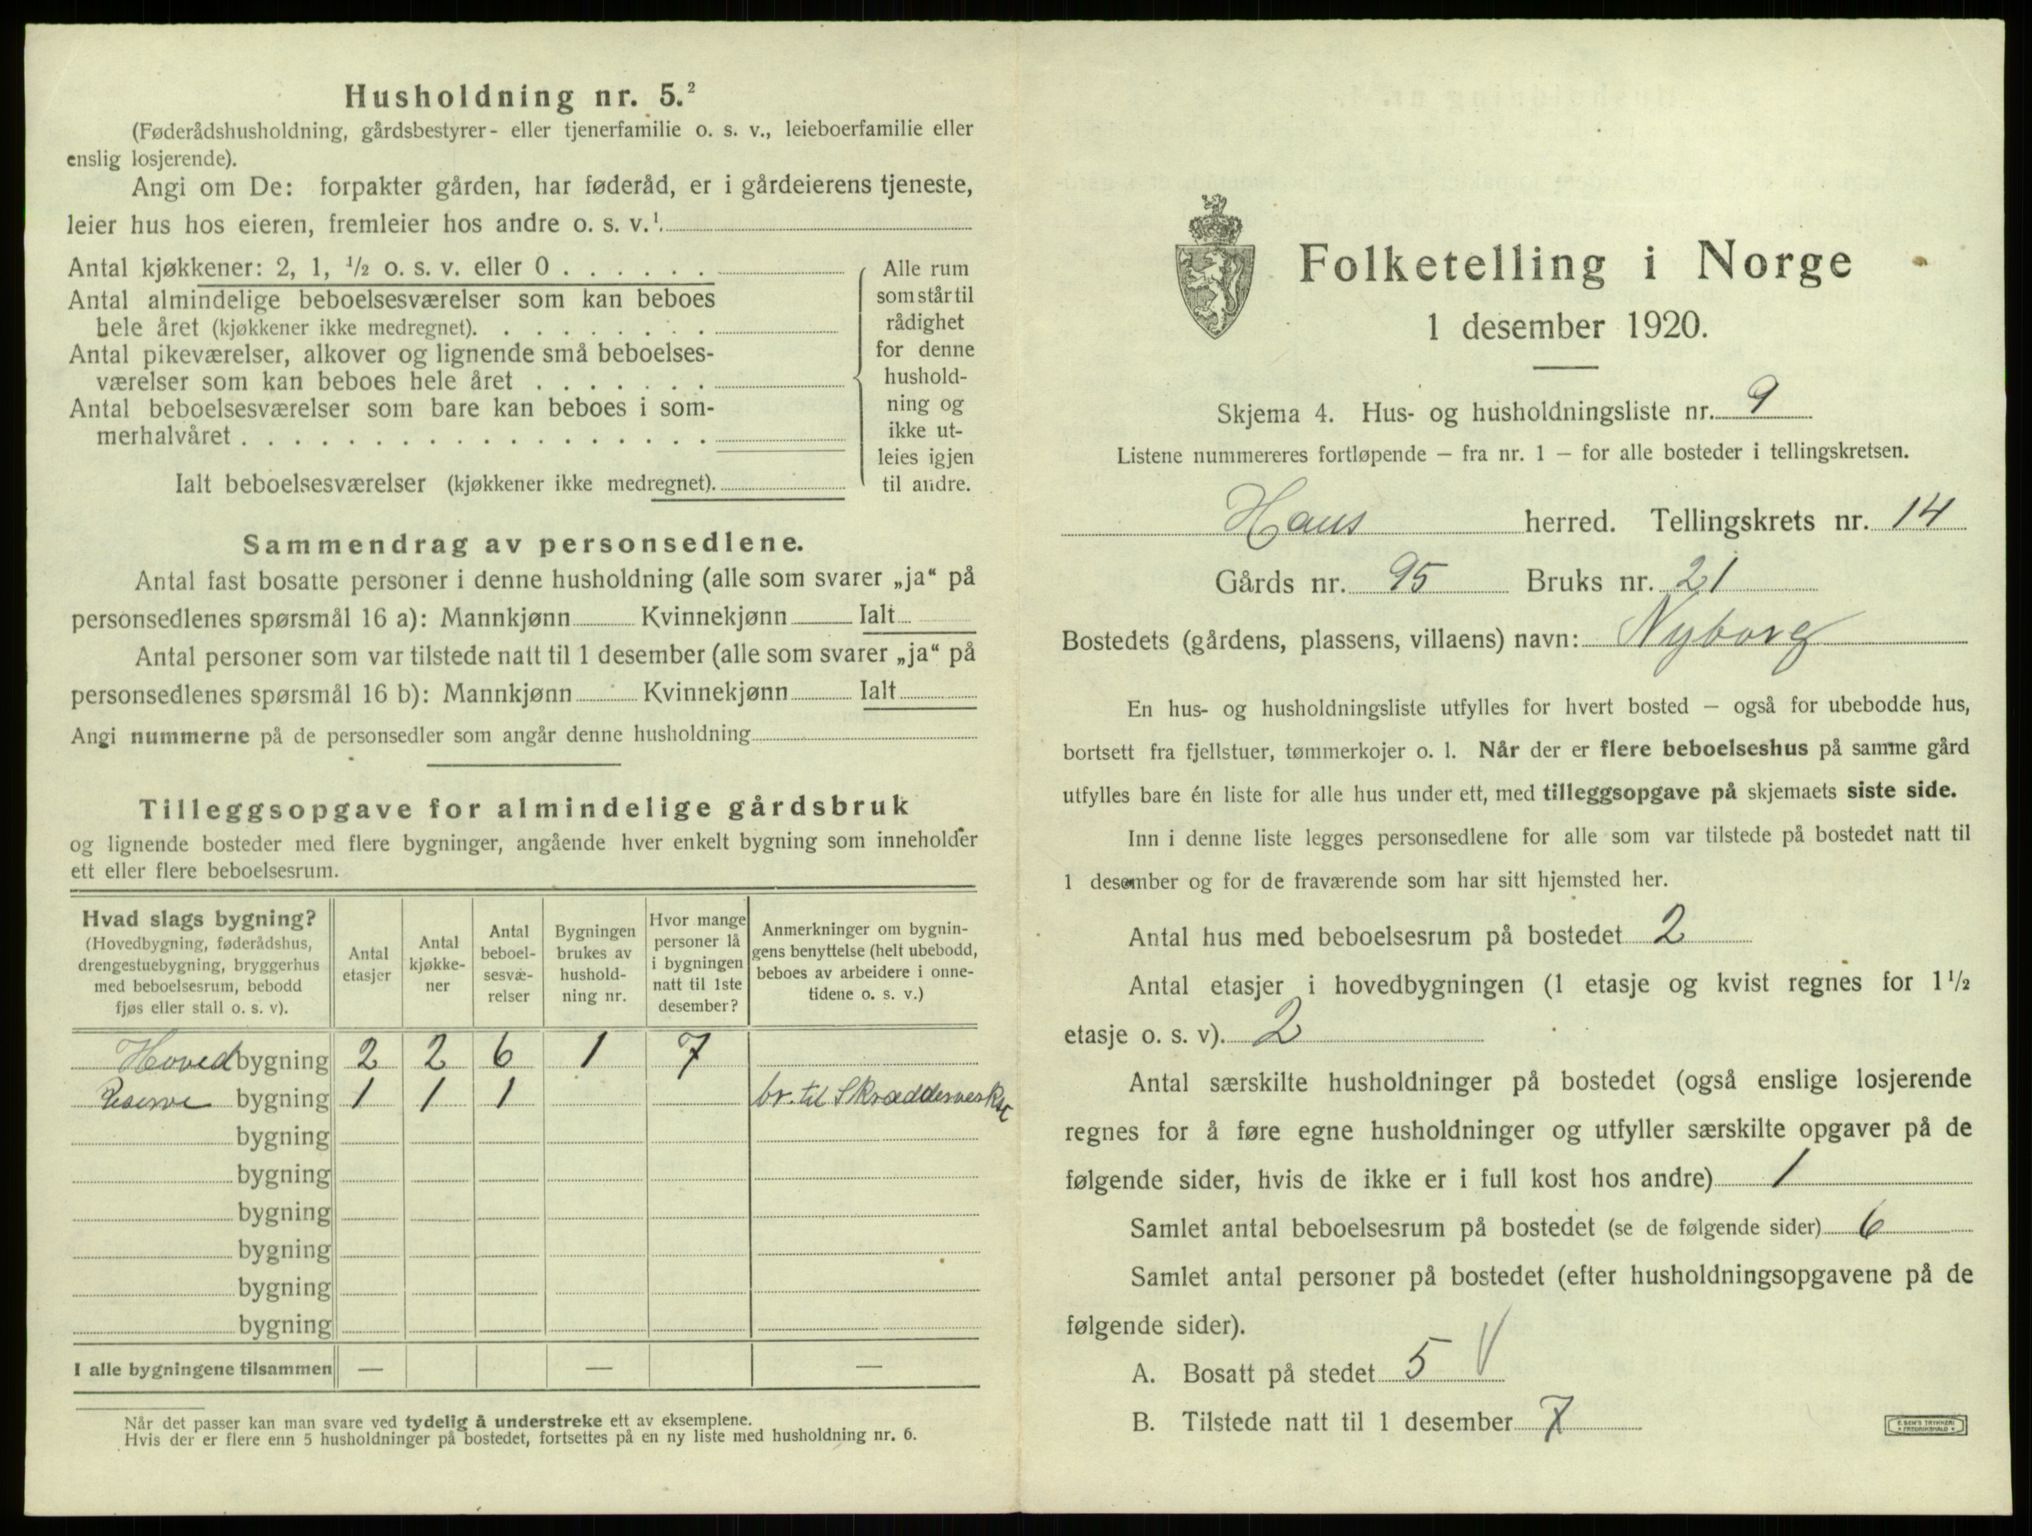 Husholdning nr. 5.²
(Føderådshusholdning, gårdsbestyrer- eller tjenerfamilie o. s. v., leieboerfamilie eller
enslig losjerende).
Angi om De: forpakter gården, har føderåd, er i gårdeierens tjeneste,
leier hus hos eieren, fremleier hos andre o. s. v.¹
Antal kjøkkener: 2, 1, ½ o. s. v. eller 0 . . . . . .
Antal almindelige beboelsesværelser som kan beboes
hele året (kjøkkener ikke medregnet). . . . . . . . .
Antal pikeværelser, alkover og lignende små beboelses-
værelser som kan beboes hele året . . . . . . .
Antal beboelsesværelser som bare kan beboes i som-
merhalvåret . . . . . . . . . . . . . . . . . .
Ialt beboelsesværelser (kjøkkener ikke medregnet).
Alle rum
som står til
rådighet
for denne
hushold-
ning og
ikke ut-
leies igjen
til andre.
Sammendrag av personsedlene.
Antal fast bosatte personer i denne husholdning (alle som svarer „ja“ på
personsedlenes spørsmål 16 a): Mannkjønn Kvinnekjønn Ialt
Antal personer som var tilstede natt til 1 desember (alle som svarer „ja“ på
personsedlenes spørsmål 16 b): Mannkjønn Kvinnekjønn Ialt
Angi nummerne på de personsedler som angår denne husholdning
Tilleggsopgave for almindelige gårdsbruk
og lignende bosteder med flere bygninger, angående hver enkelt bygning som inneholder
ett eller flere beboelsesrum.
Hvad slags bygning?
(Hovedbygning, føderådshus,
drengestuebygning, bryggerhus
med beboelsesrum, bebodd
fjøs eller stall o. s. v).
Antal
etasjer
Antal
kjøkke-
ner
Antal
beboel-
sesvæ-
relser
Bygningen
brukes av
hushold-
ning nr.
Hvor mange
personer lå
i bygningen
natt til 1ste
desember?
Anmerkninger om bygnin-
gens benyttelse (helt ubebodd,
beboes av arbeidere i onne-
tidene o. s. v.)
Hoved bygning 2 2 6 1 7
Reserve bygning 1 1 1 br. til Skrædderverkst
bygning
bygning
bygning
bygning
bygning
bygning
I alle bygningene tilsammen — — —
Når det passer kan man svare ved tydelig å understreke ett av eksemplene.
Hvis der er flere enn 5 husholdninger på bostedet, fortsettes på en ny liste med husholdning nr. 6.
Folketelling i Norge
1 desember 1920.
Skjema 4. Hus- og husholdningsliste nr. 9
Listene nummereres fortløpende — fra nr. 1 — for alle bosteder i tellingskretsen.
Haus herred. Tellingskrets nr. 14
Gårds nr. 95 Bruks nr. 21
Bostedets (gårdens, plassens, villaens) navn: Nyborg
En hus- og husholdningsliste utfylles for hvert bosted — også for ubebodde hus,
bortsett fra fjellstuer, tømmerkojer o. l. Når der er flere beboelseshus på samme gård
utfylles bare én liste for alle hus under ett, med tilleggsopgave på skjemaets siste side.
Inn i denne liste legges personsedlene for alle som var tilstede på bostedet natt til
1 desember og for de fraværende som har sitt hjemsted her.
Antal hus med beboelsesrum på bostedet 2
Antal etasjer i hovedbygningen (1 etasje og kvist regnes for 1½
etasje o. s. v). 2
Antal særskilte husholdninger på bostedet (også enslige losjerende
regnes for å føre egne husholdninger og utfyller særskilte opgaver på de
følgende sider, hvis de ikke er i full kost hos andre) 1
Samlet antal beboelsesrum på bostedet (se de følgende sider) 6
Samlet antal personer på bostedet (efter husholdningsopgavene på de
følgende sider).
A. Bosatt på stedet 5 V
B. Tilstede natt til 1 desember 7
E. SEM'S TRYKKERI
FREDRIKSHALD